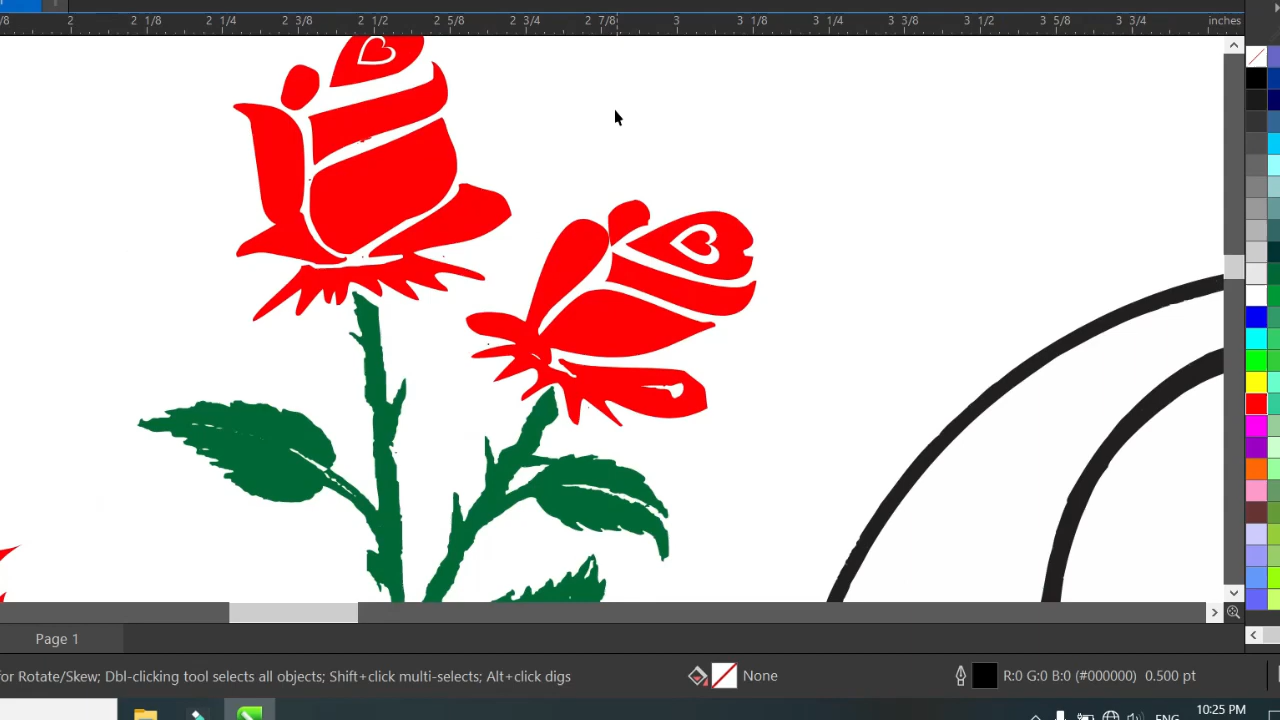 /8 2 2 1/8 2 1/4 2 3/8 2 1/2 2 5/8 2 3/4 2 7/8 3 3 1/8 3 1/4 3 3/8 3 1/2 3 5/8 3 3/4 inches
Page 1
for Rotate/Skew; Dbl-clicking tool selects all objects; Shift+click multi-selects; Alt+click digs
None
R:0 G:0 B:0 (#000000) 0.500 pt
ENG
10:25 PM